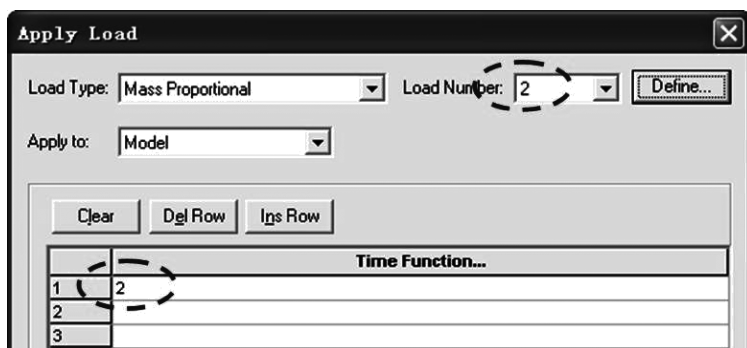 Apply Load
Load Type: Mass Proportional Load Number: 2 Define...
Apply to: Model
Clear Del Row Ins Row
Time Function...
1 2
2
3